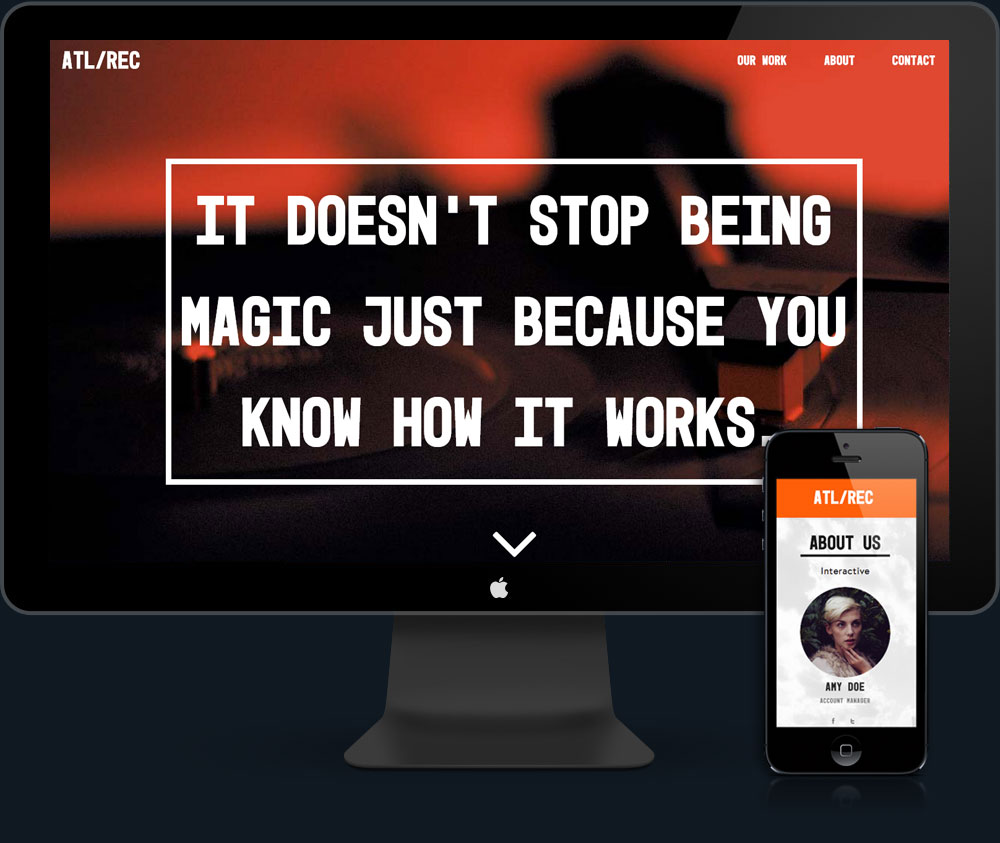 ATL/REC
OUR WORK ABOUT CONTACT
IT DOESN'T STOP BEING
MAGIC JUST BECAUSE YOU
KNOW HOW IT WORKS.
ATL/REC
ABOUT US
Interactive
AMY DOE
ACCOUNT MANAGER